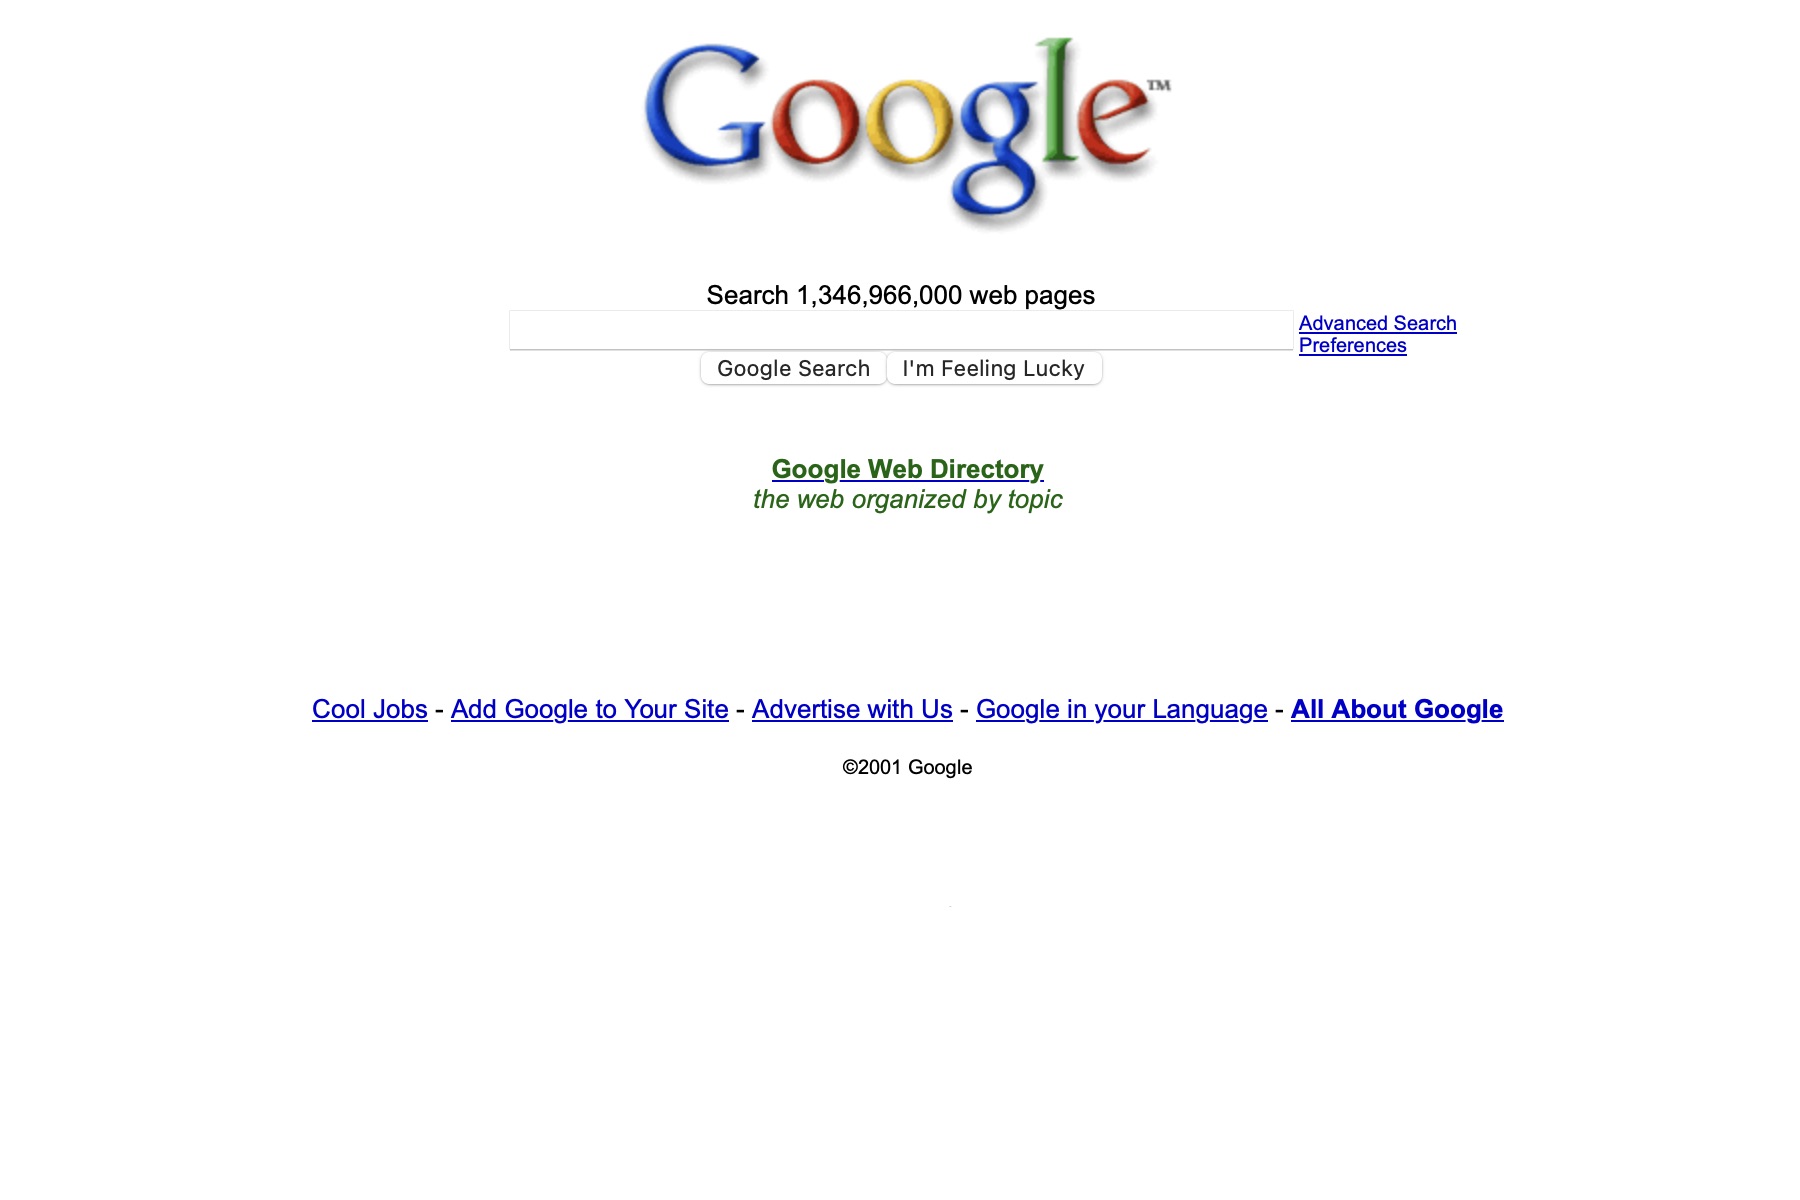 Google™
Search 1,346,966,000 web pages
Advanced Search
Preferences
Google Search I'm Feeling Lucky
Google Web Directory
the web organized by topic
Cool Jobs - Add Google to Your Site - Advertise with Us - Google in your Language - All About Google
©2001 Google